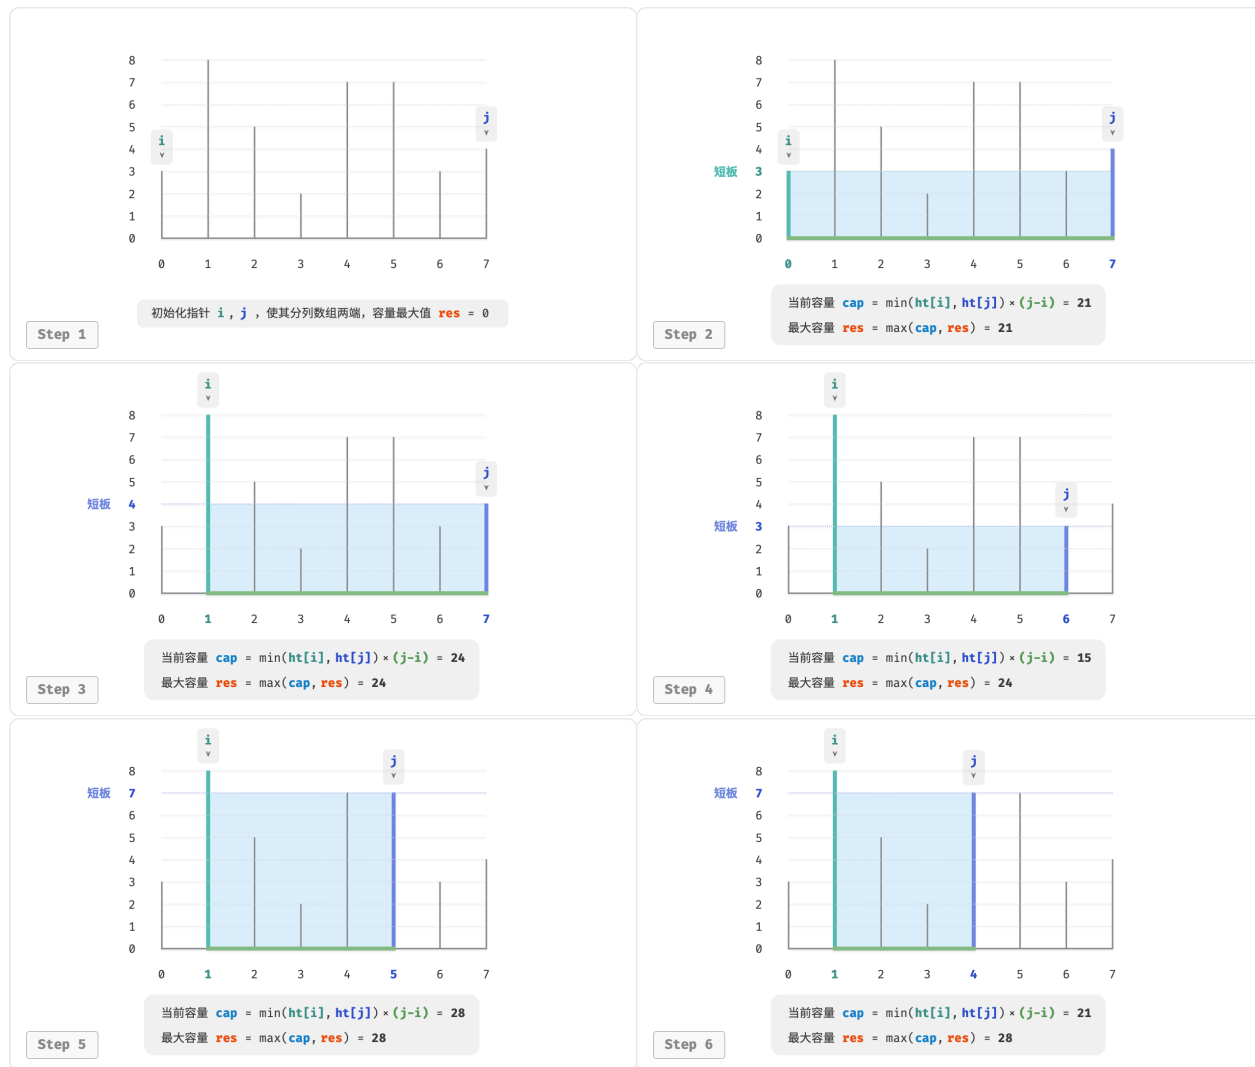 8
7
6
5
4
3
2
1
0
i
j
0 1 2 3 4 5 6 7
初始化指针 i , j , 使其分列数组两端，容量最大值 res = 0
Step 1
8
7
6
5
4
短板 3
2
1
0
i
j
0 1 2 3 4 5 6 7
当前容量 cap = min(ht[i], ht[j]) × (j-i) = 21
最大容量 res = max(cap, res) = 21
Step 2
i
8
7
6
5
短板 4
3
2
1
0
j
0 1 2 3 4 5 6 7
当前容量 cap = min(ht[i], ht[j]) × (j-i) = 24
最大容量 res = max(cap, res) = 24
Step 3
i
8
7
6
5
4
短板 3
2
1
0
j
0 1 2 3 4 5 6 7
当前容量 cap = min(ht[i], ht[j]) × (j-i) = 15
最大容量 res = max(cap, res) = 24
Step 4
i
j
8
短板 7
6
5
4
3
2
1
0
0 1 2 3 4 5 6 7
当前容量 cap = min(ht[i], ht[j]) × (j-i) = 28
最大容量 res = max(cap, res) = 28
Step 5
i
j
8
短板 7
6
5
4
3
2
1
0
0 1 2 3 4 5 6 7
当前容量 cap = min(ht[i], ht[j]) × (j-i) = 21
最大容量 res = max(cap, res) = 28
Step 6